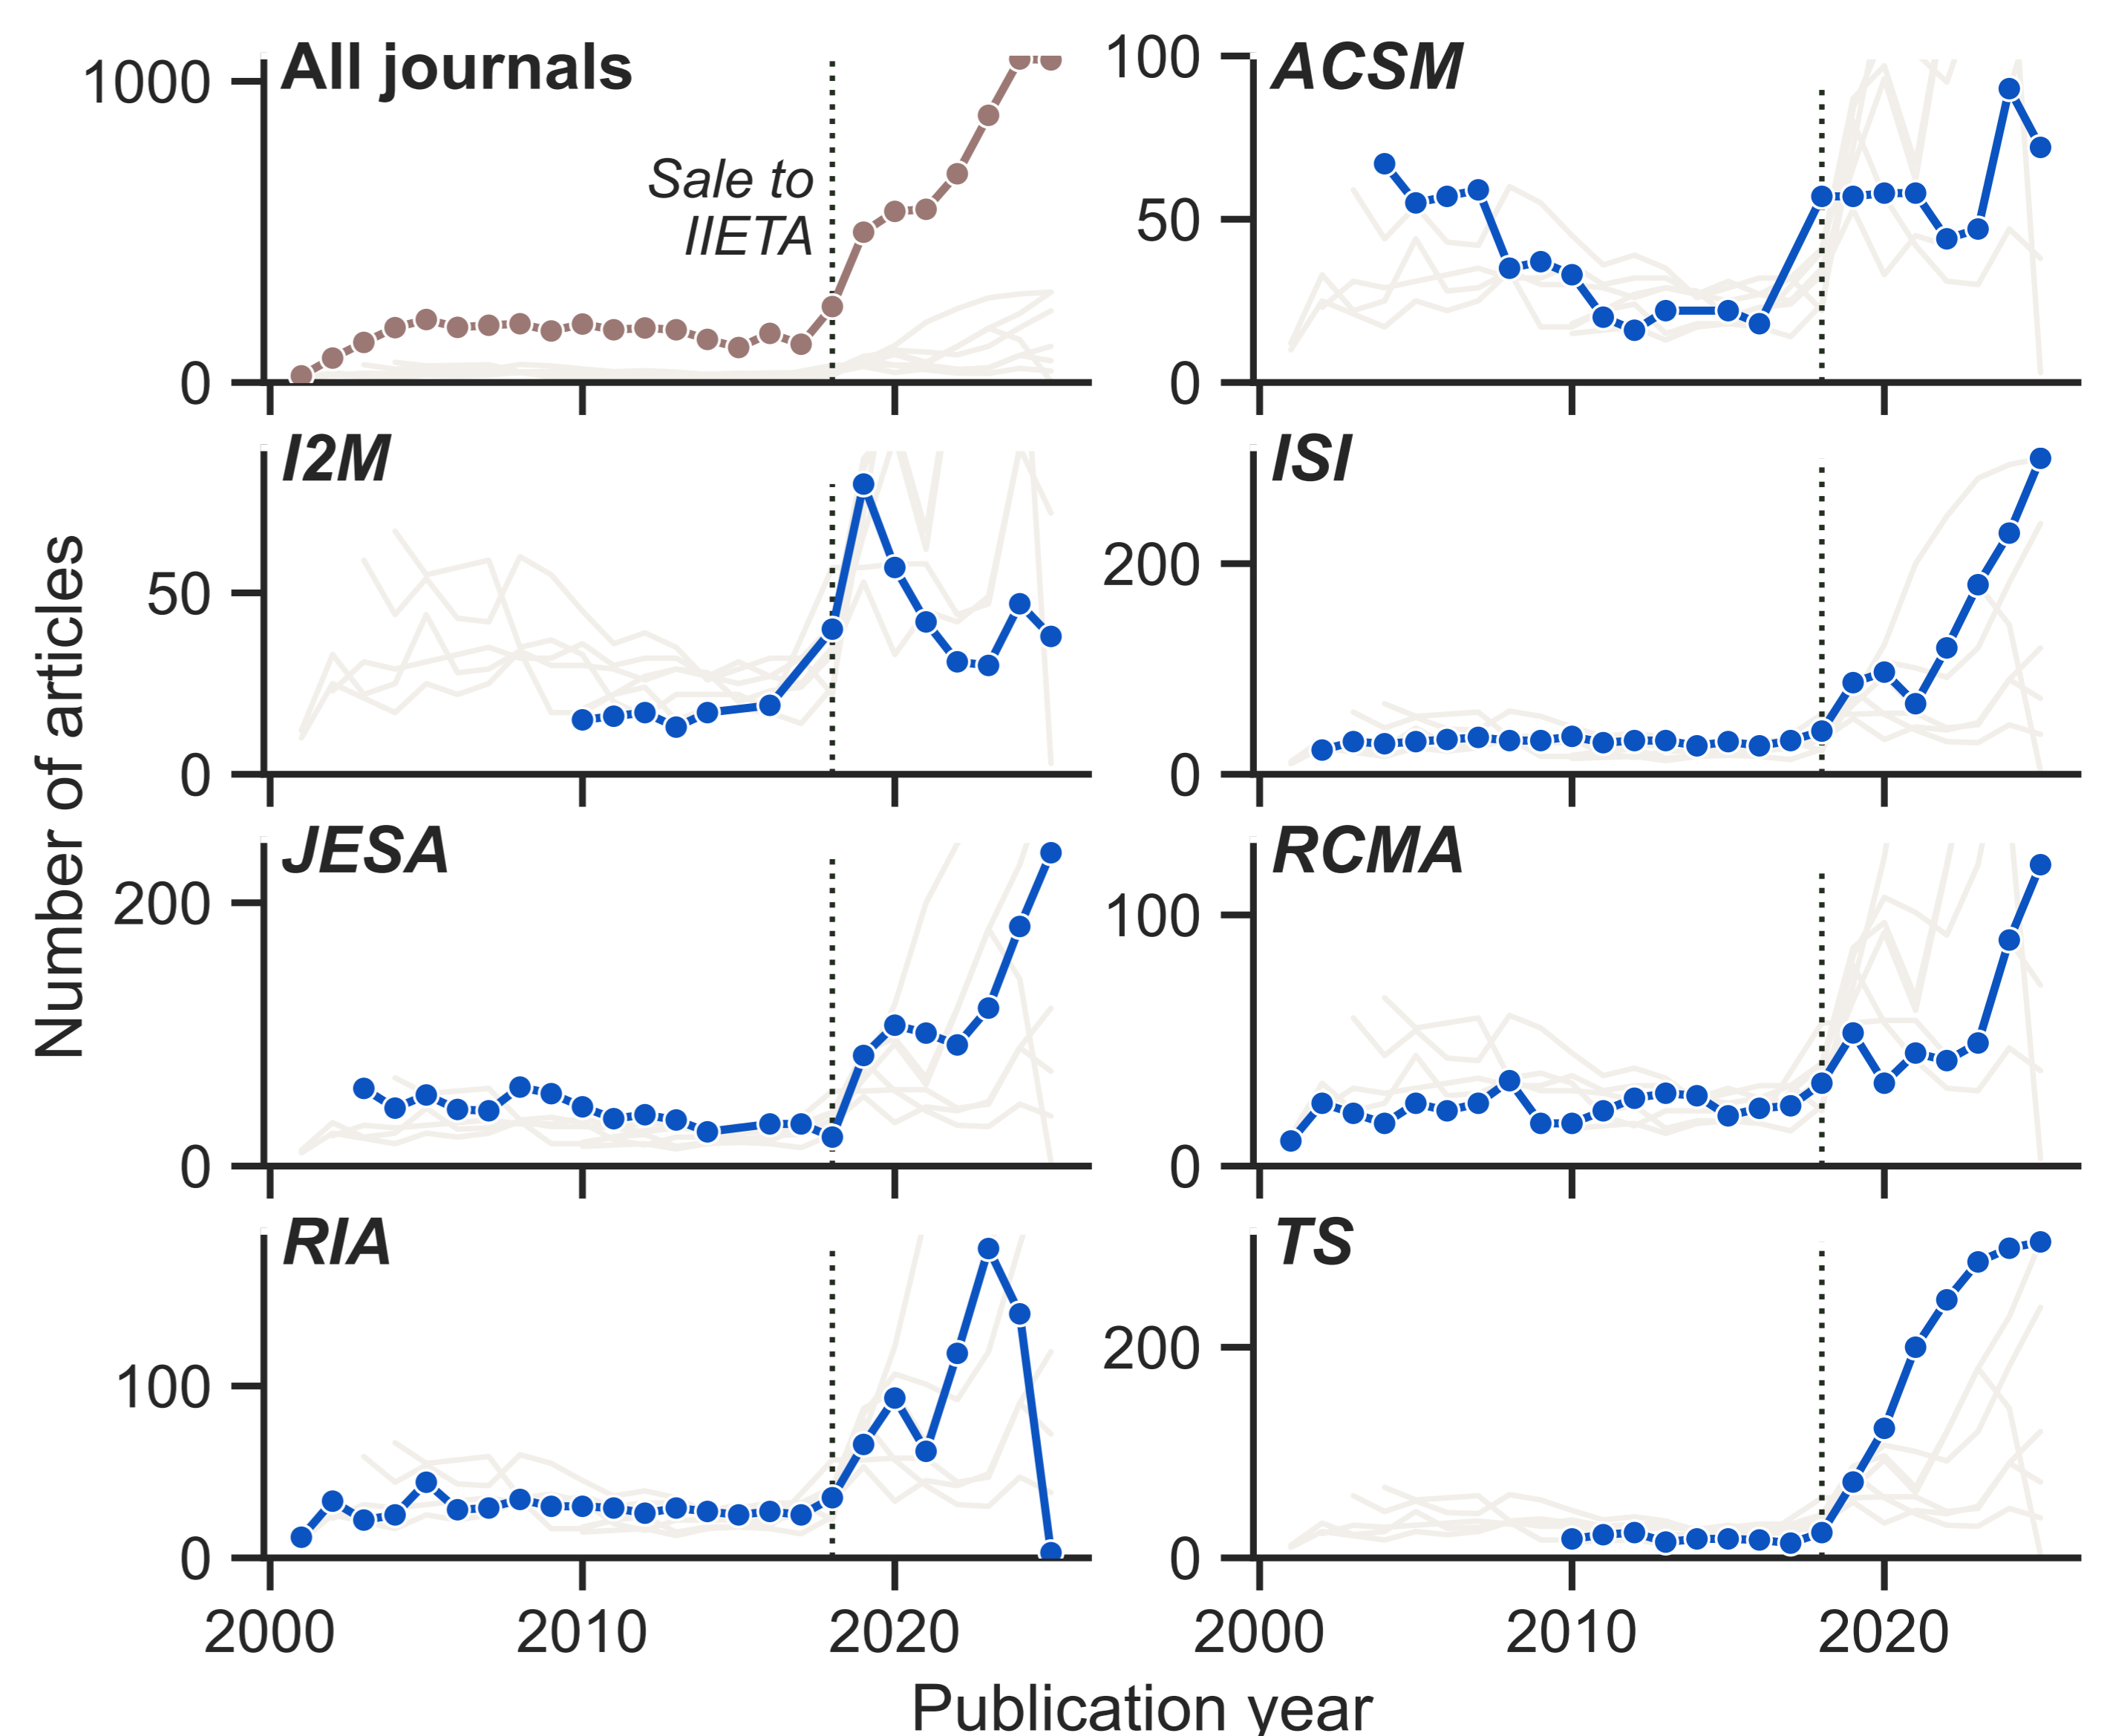 Number of articles
All journals
1000
0
Sale to
IIETA
ACSM
100
50
0
I2M
50
0
ISI
200
0
JESA
200
0
RCMA
100
0
RIA
100
0
2000
2010
2020
TS
200
0
2000
2010
2020
Publication year